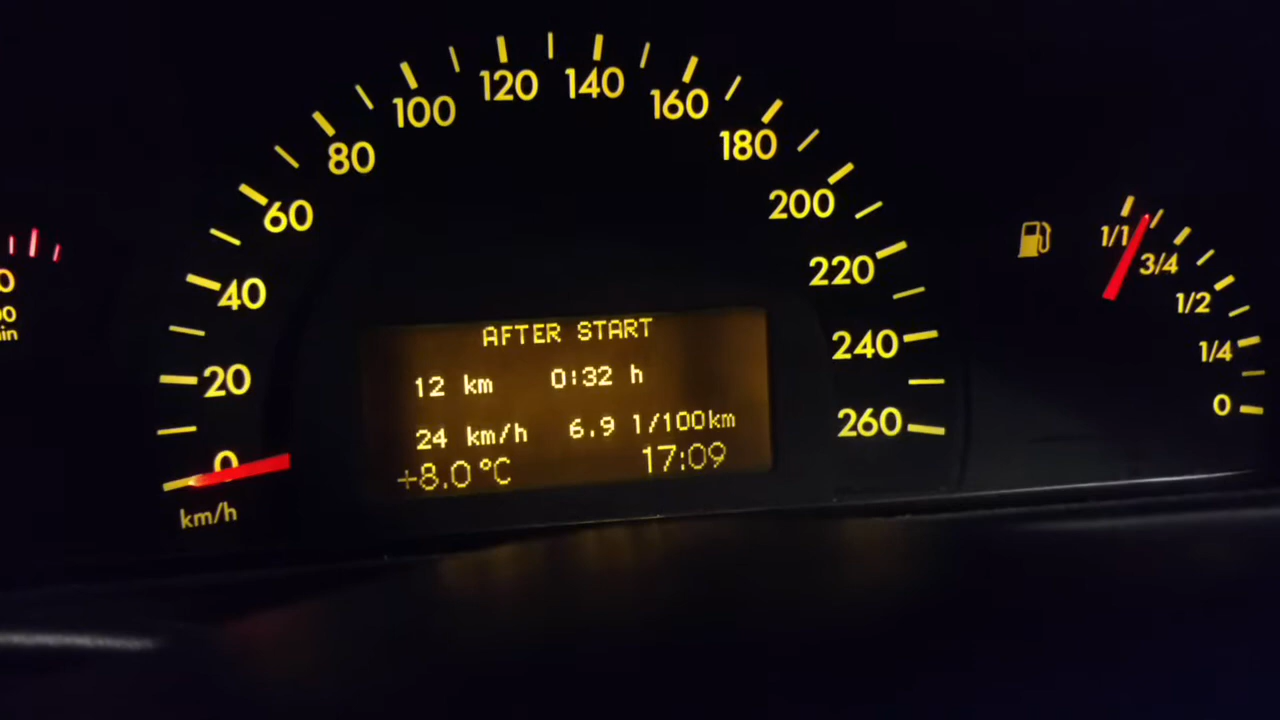 120 140
100 160
80 180
60 200
40 220
20 240
0 260
km/h
AFTER START
12 km 0:32 h
24 km/h 6.9 l/100km
+8.0°C 17:09
1/1
3/4
1/2
1/4
0